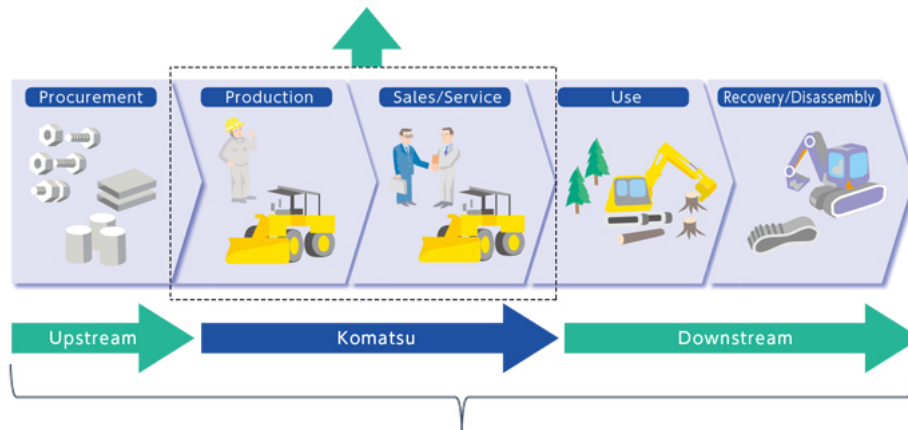 Procurement
Production
Sales/Service
Use
Recovery/Disassembly
Upstream
Komatsu
Downstream